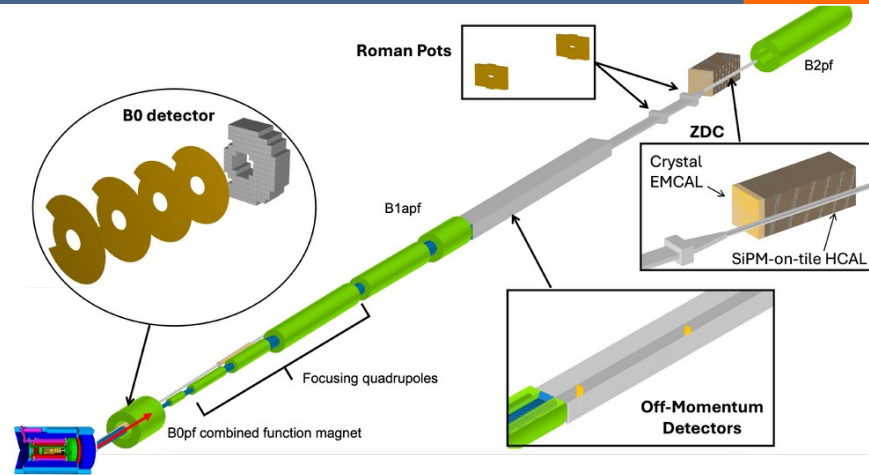 Roman Pots
B2pf
B0 detector
ZDC
Crystal
EMCAL
B1apf
SiPM-on-tile HCAL
Focusing quadrupoles
Off-Momentum
Detectors
B0pf combined function magnet